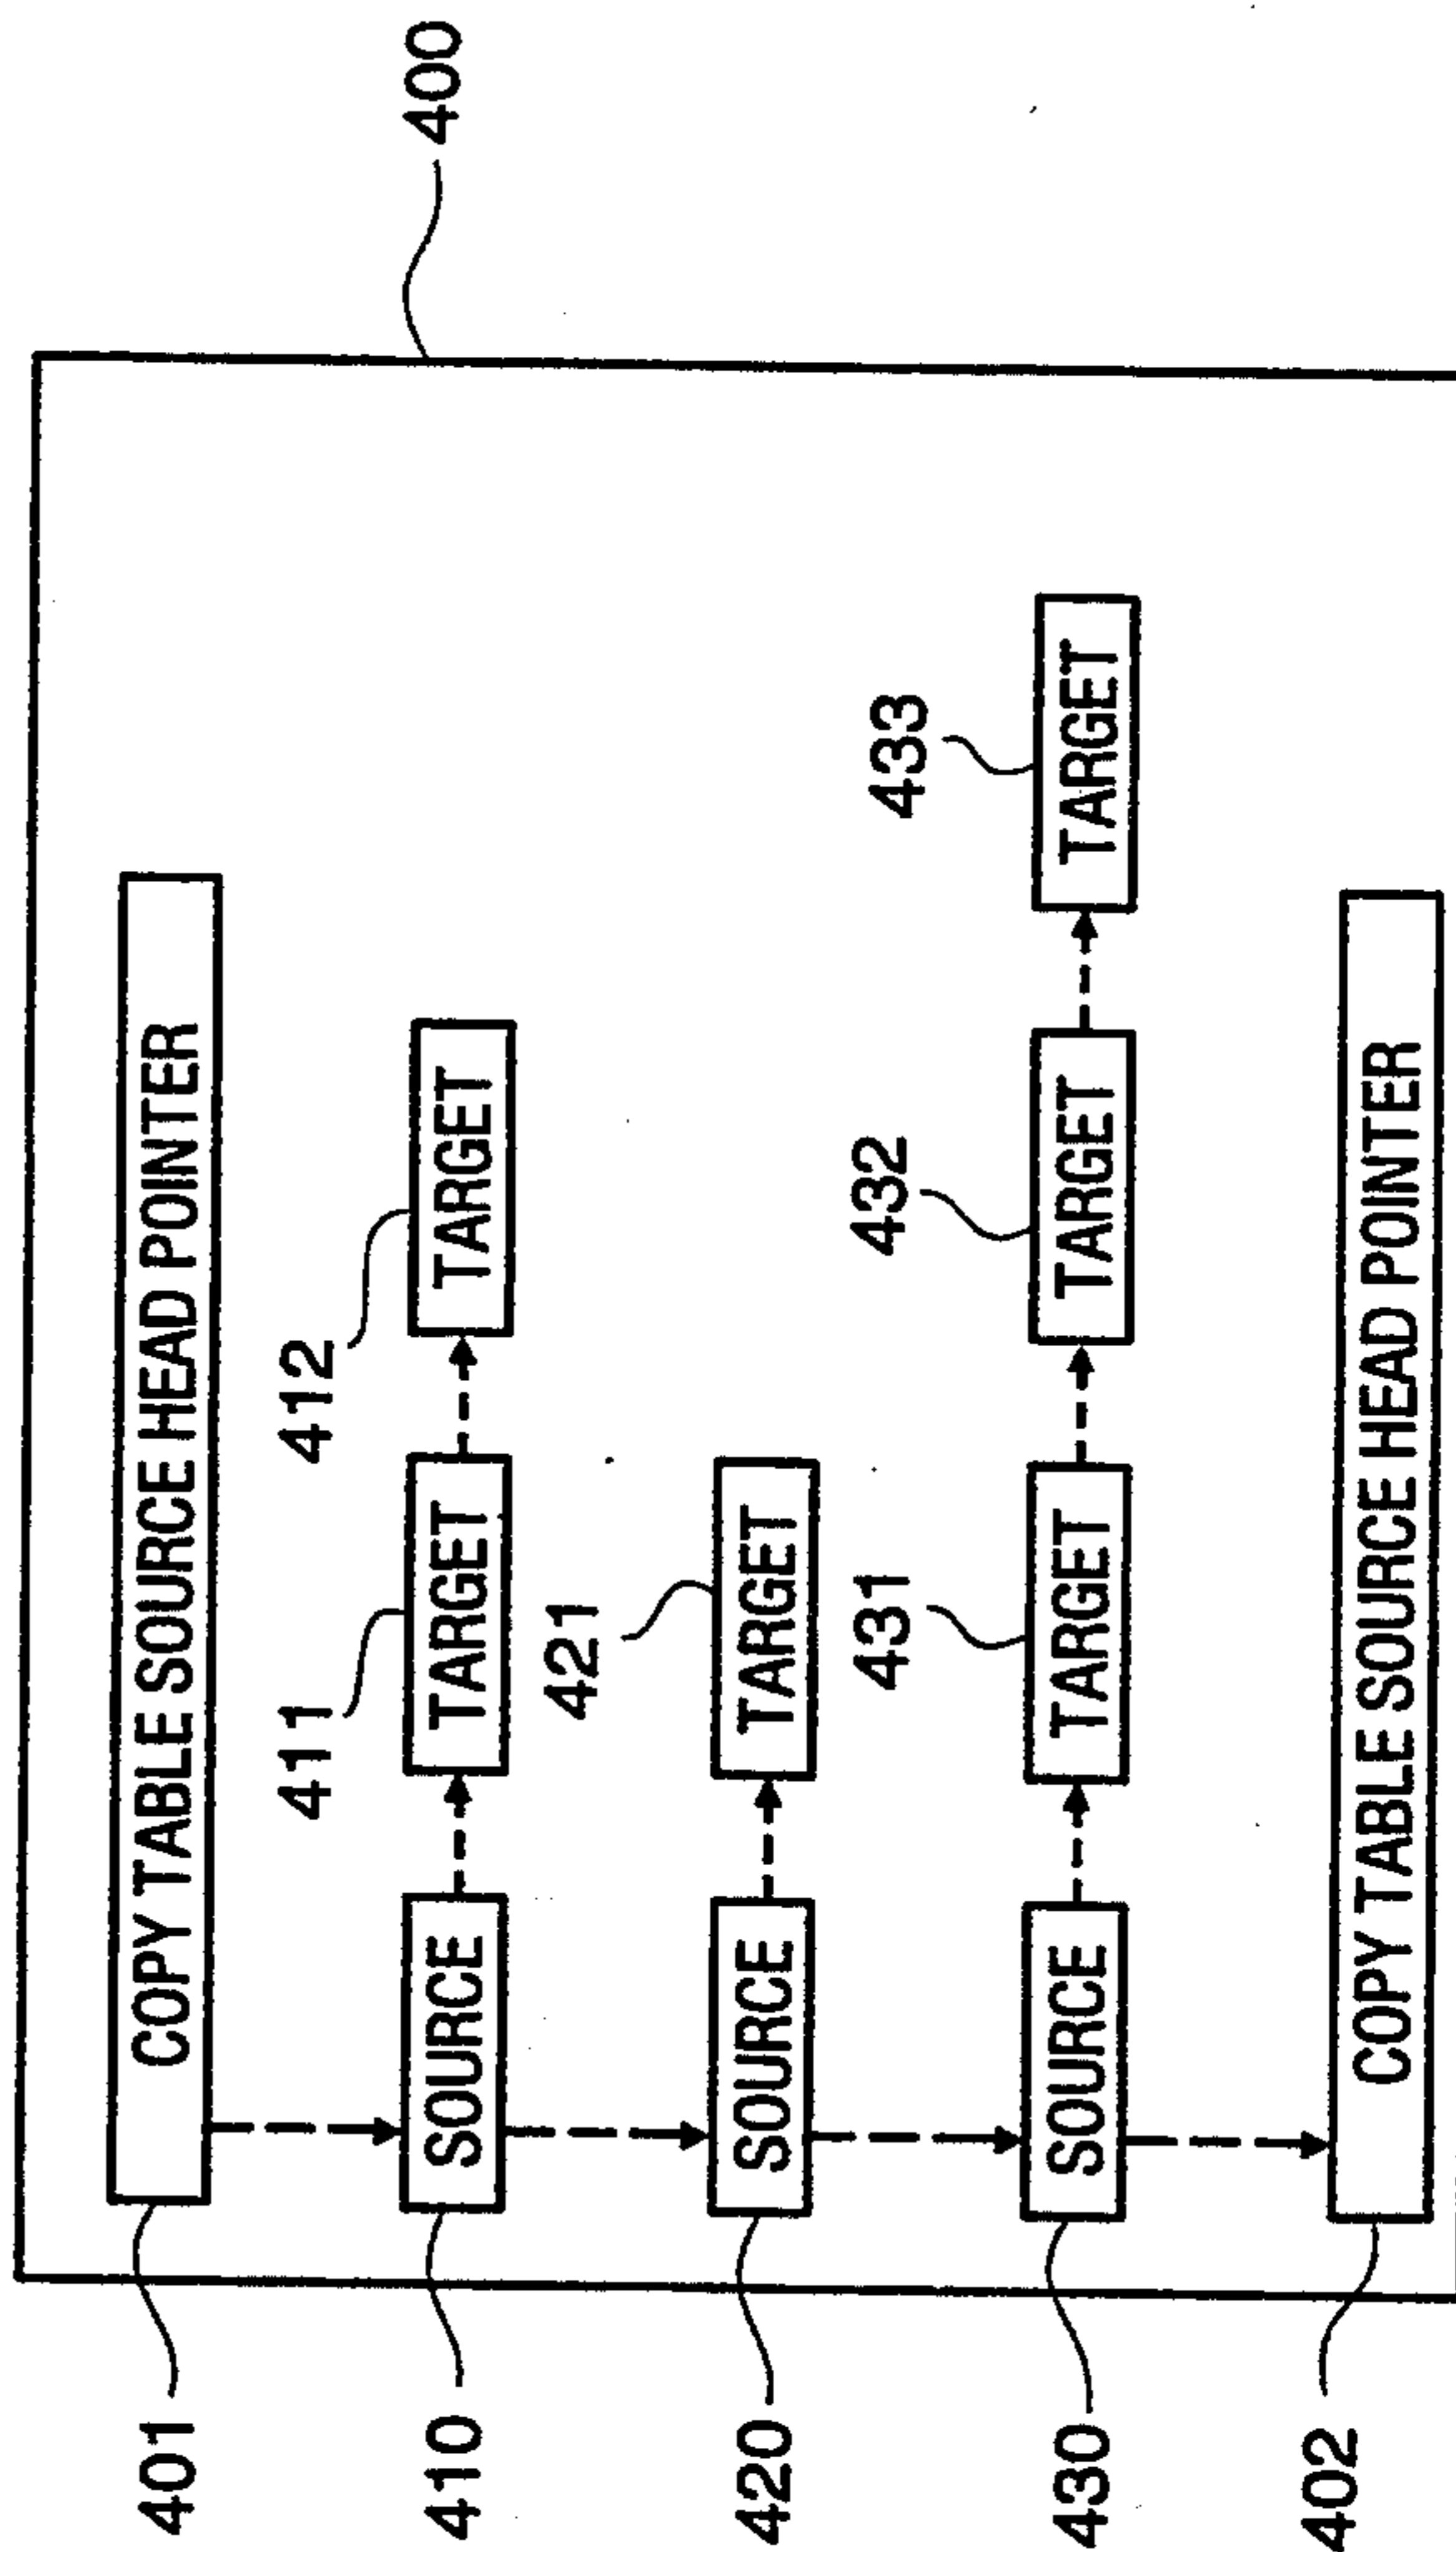 400
401
COPY TABLE SOURCE HEAD POINTER
411
412
410
SOURCE
TARGET
TARGET
421
420
SOURCE
TARGET
431
432
433
430
SOURCE
TARGET
TARGET
TARGET
402
COPY TABLE SOURCE HEAD POINTER